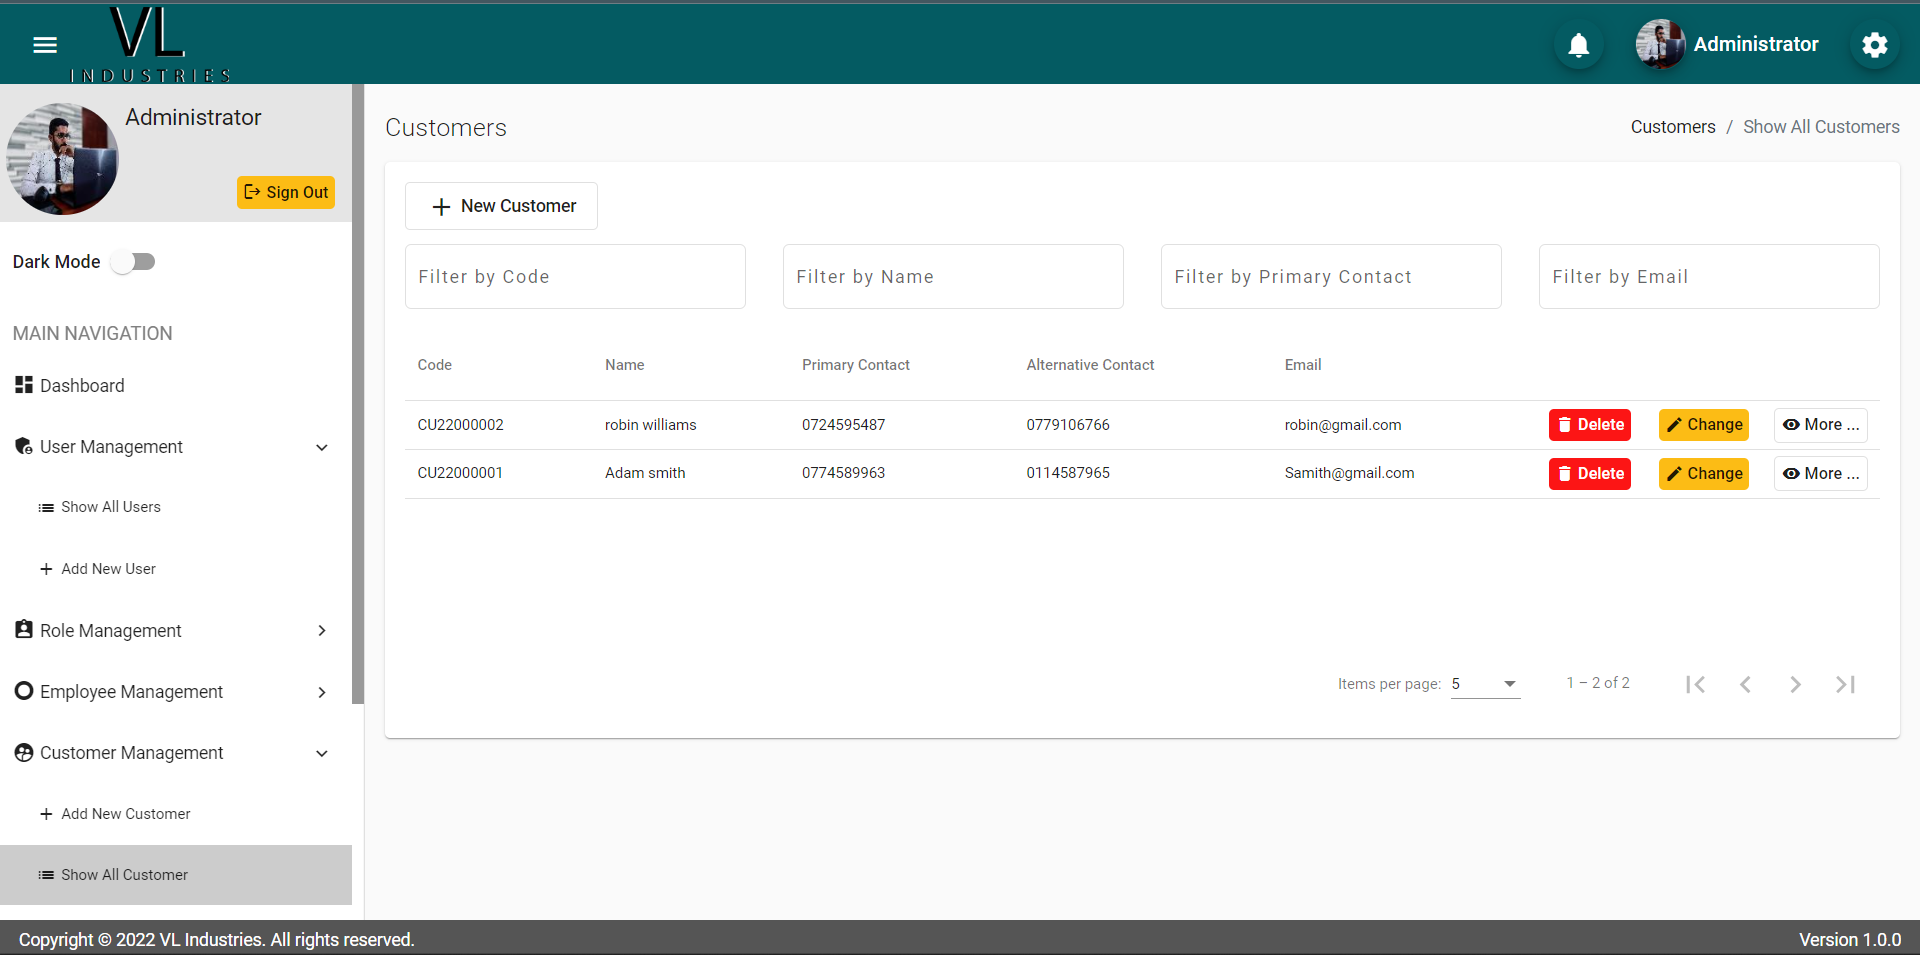 VL
INDUSTRIES
Administrator
Administrator
Sign Out
Dark Mode
MAIN NAVIGATION
Dashboard
User Management
Show All Users
Add New User
Role Management
Employee Management
Customer Management
Add New Customer
Show All Customer
Customers
Customers / Show All Customers
New Customer
Filter by Code Filter by Name Filter by Primary Contact Filter by Email
Code Name Primary Contact Alternative Contact Email
CU22000002 robin williams 0724595487 0779106766 robin@gmail.com Delete Change More ...
CU22000001 Adam smith 0774589963 0114587965 Samith@gmail.com Delete Change More ...
Items per page: 5 1 – 2 of 2
Copyright © 2022 VL Industries. All rights reserved. Version 1.0.0